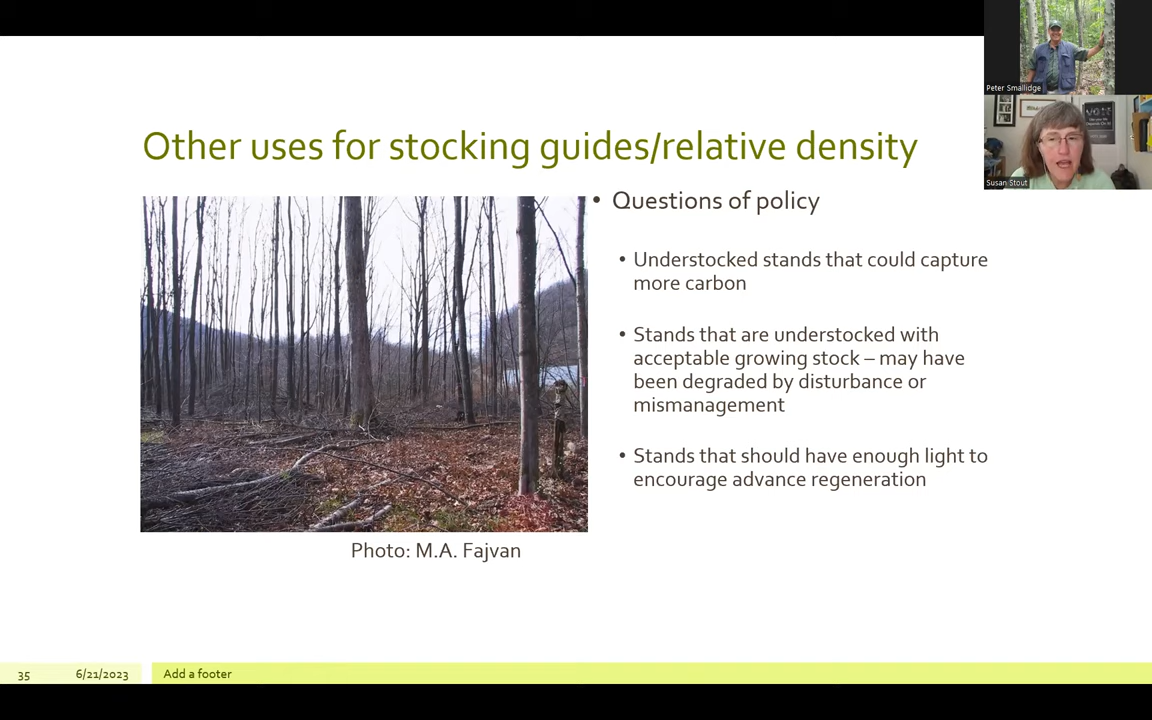 Peter Smallidge
Susan Stout
Other uses for stocking guides/relative density
• Questions of policy
• Understocked stands that could capture
more carbon
• Stands that are understocked with
acceptable growing stock – may have
been degraded by disturbance or
mismanagement
• Stands that should have enough light to
encourage advance regeneration
Photo: M.A. Fajvan
35 6/21/2023 Add a footer